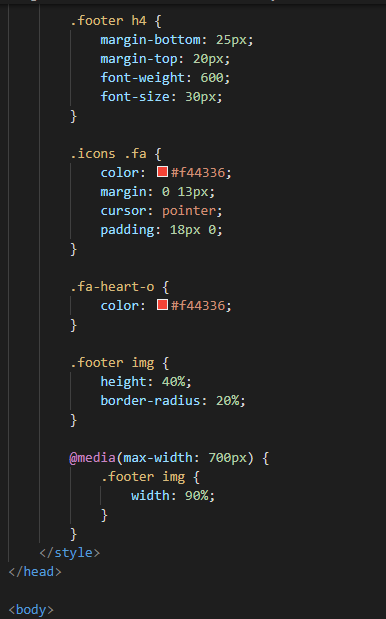 .footer h4 {
margin-bottom: 25px;
margin-top: 20px;
font-weight: 600;
font-size: 30px;
}
.icons .fa {
color: #f44336;
margin: 0 13px;
cursor: pointer;
padding: 18px 0;
}
.fa-heart-o {
color: #f44336;
}
.footer img {
height: 40%;
border-radius: 20%;
}
@media(max-width: 700px) {
.footer img {
width: 90%;
}
}
</style>
</head>
<body>